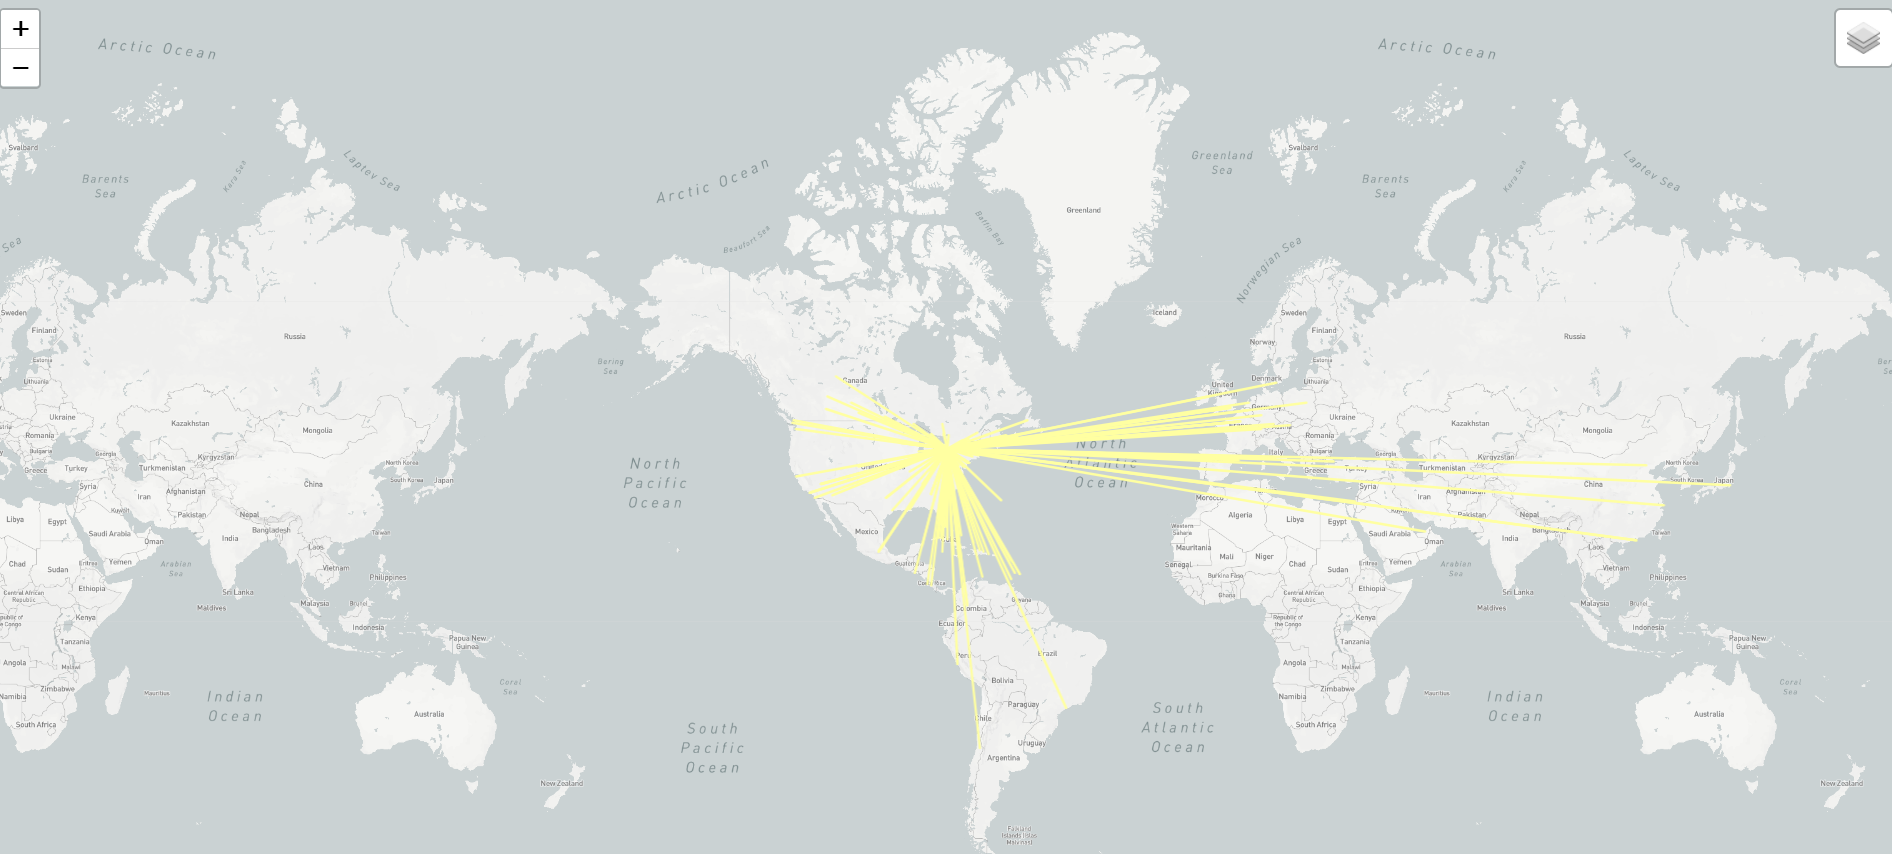 +
−
Arctic Ocean
Arctic Ocean
Arctic Ocean
Svalbard
Barents
Sea
Kara Sea
Laptev Sea
Sea
Beaufort Sea
Baffin Bay
Greenland
Greenland
Sea
Norwegian Sea
Svalbard
Barents
Sea
Kara Sea
Laptev Sea
Sweden
Finland
Estonia
Lithuania
Russia
Bering
Sea
Iceland
Sweden
Finland
Norway
Estonia
Lithuania
Denmark
United
Kingdom
Russia
Canada
Ukraine
Romania
Bulgaria
Greece
Turkey
Georgia
Kazakhstan
Mongolia
Turkmenistan
Kyrgyzstan
North Korea
South Korea
Japan
China
Syria
Iran
Afghanistan
Kuwait
Pakistan
Nepal
Bangladesh
Taiwan
Libya
Egypt
Saudi Arabia
Oman
India
Laos
Vietnam
Philippines
Chad
Sudan
Eritrea
Yemen
Arabian
Sea
Central African
Republic
Ethiopia
Sri Lanka
Maldives
Malaysia
Brunei
Indonesia
Papua New
Guinea
Kenya
Tanzania
Angola
Malawi
Zimbabwe
Namibia
Mauritius
South Africa
Indian
Ocean
Coral
Sea
Australia
New Zealand
North
Pacific
Ocean
Mexico
Guatemala
Costa Rica
Colombia
Guyana
Ecuador
Peru
Brazil
Bolivia
Paraguay
Chile
Uruguay
Argentina
Falkland
Islands (Islas
Malvinas)
South
Pacific
Ocean
North
Atlantic
Ocean
South
Atlantic
Ocean
Germany
Ukraine
Romania
Bulgaria
Italy
Greece
Turkey
Georgia
Kazakhstan
Mongolia
Turkmenistan
Kyrgyzstan
North Korea
South Korea
Japan
China
Syria
Iran
Afghanistan
Pakistan
Nepal
Taiwan
Morocco
Algeria
Libya
Egypt
Saudi Arabia
Oman
India
Laos
Vietnam
Philippines
Western
Sahara
Mauritania
Mali
Niger
Chad
Sudan
Eritrea
Yemen
Arabian
Sea
Senegal
Burkina Faso
Ghana
Central African
Republic
Ethiopia
Sri Lanka
Maldives
Malaysia
Brunei
Indonesia
Papua New
Guinea
Republic of
the Congo
Kenya
Tanzania
Angola
Malawi
Zimbabwe
Namibia
Mauritius
South Africa
Indian
Ocean
Coral
Sea
Australia
New Zealand